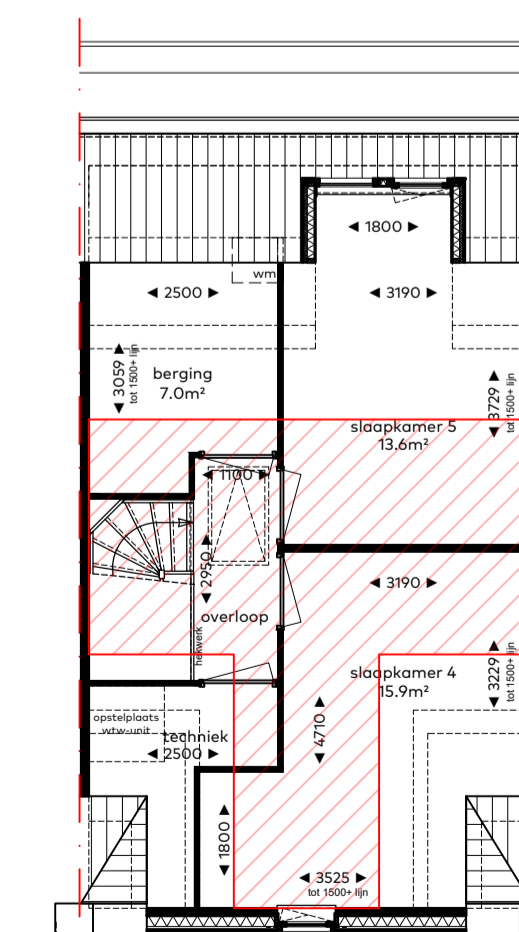 1800
wm
2500
3190
3059
tot 1500+ lijn
berging
7.0m²
3729
tot 1500+ lijn
slaapkamer 5
13.6m²
1100
2950
3190
overloop
hekwerk
3229
tot 1500+ lijn
slaapkamer 4
15.9m²
opstelplaats
wtw-unit
techniek
2500
4710
1800
3525
tot 1500+ lijn